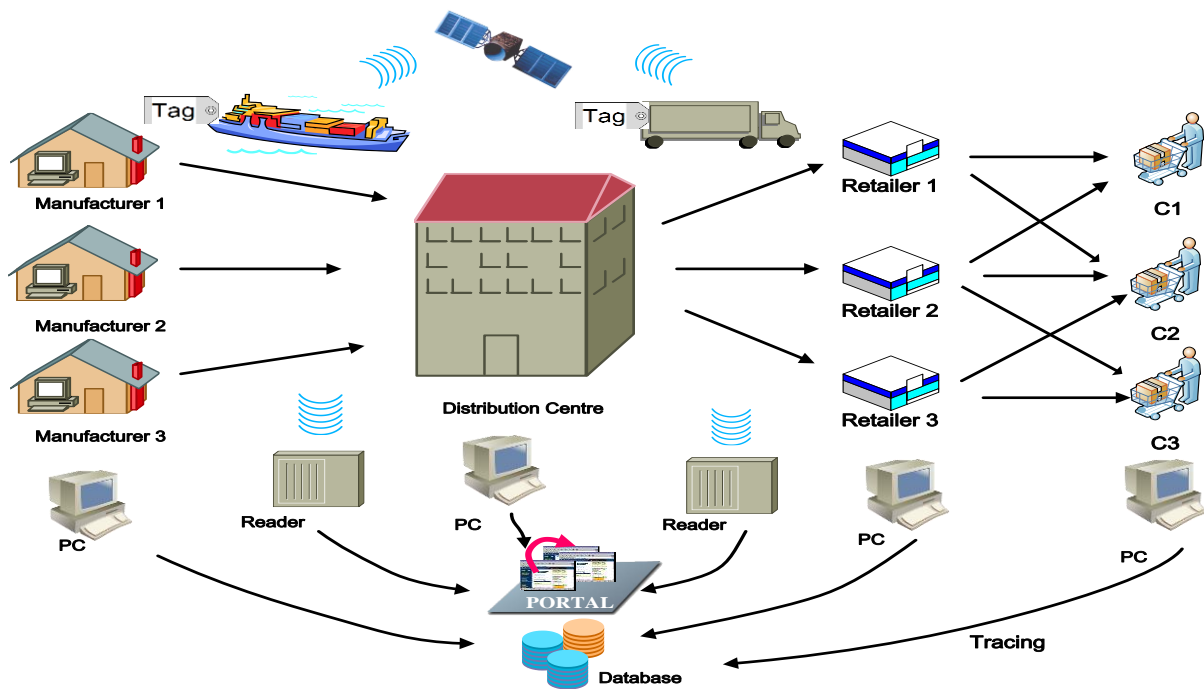 Tag
Tag
Manufacturer 1
Retailer 1
C1
Manufacturer 2
Retailer 2
C2
Distribution Centre
Manufacturer 3
Retailer 3
C3
Reader
PC
Reader
PC
PC
PC
PORTAL
Tracing
Database